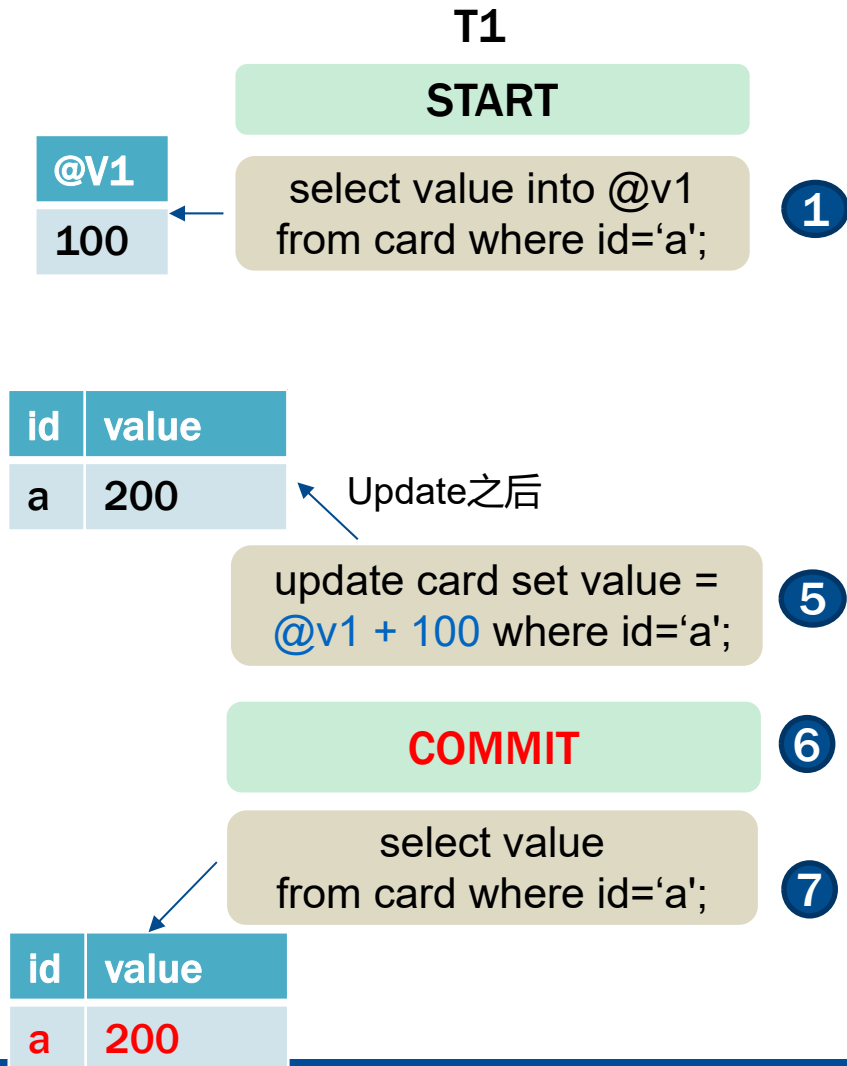 T1
START
@V1
100
select value into @v1
from card where id=‘a';
1
id value
a 200
Update之后
update card set value =
@v1 + 100 where id=‘a';
5
COMMIT
6
select value
from card where id=‘a';
7
id value
a 200